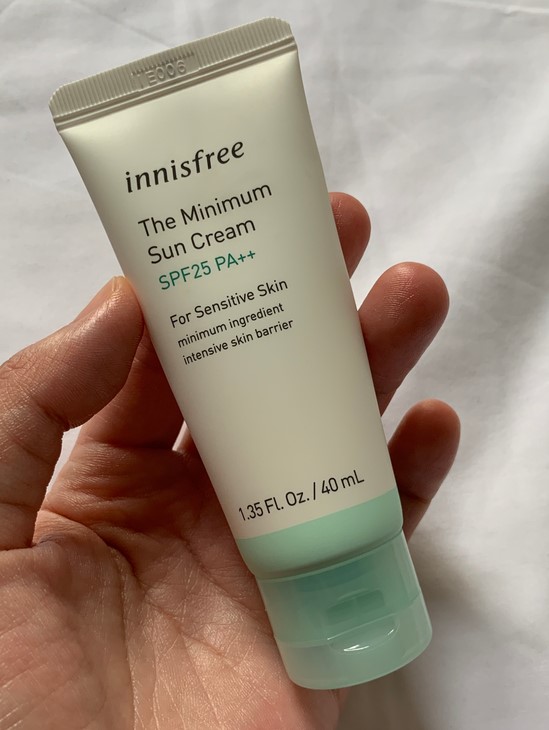 innisfree
The Minimum
Sun Cream
SPF25 PA++
For Sensitive Skin
minimum ingredient
intensive skin barrier
1.35 Fl. Oz. / 40 mL